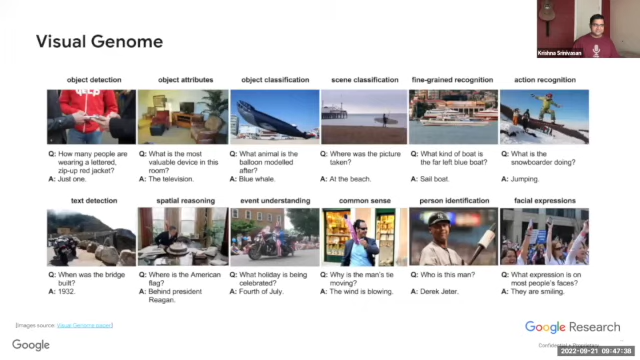 Visual Genome
Krishna Srinivasan
object detection
Q: How many people are
wearing a lettered,
zip-up red jacket?
A: Just one.
object attributes
Q: What is the most
valuable device in this
room?
A: The television.
object classification
Q: What animal is the
balloon modelled
after?
A: Blue whale.
scene classification
Q: Where was the picture
taken?
A: At the beach.
fine-grained recognition
Q: What kind of boat is
the far left blue boat?
A: Sail boat.
action recognition
Q: What is the
snowboarder doing?
A: Jumping.
text detection
Q: When was the bridge
built?
A: 1932.
spatial reasoning
Q: Where is the American
flag?
A: Behind president
Reagan.
event understanding
Q: What holiday is being
celebrated?
A: Fourth of July.
common sense
Q: Why is the man's tie
moving?
A: The wind is blowing.
person identification
Q: Who is this man?
A: Derek Jeter.
facial expressions
Q: What expression is on
most people's faces?
A: They are smiling.
[Images source: Visual Genome paper]
Google Research
Google
2022-09-21 09:47:38